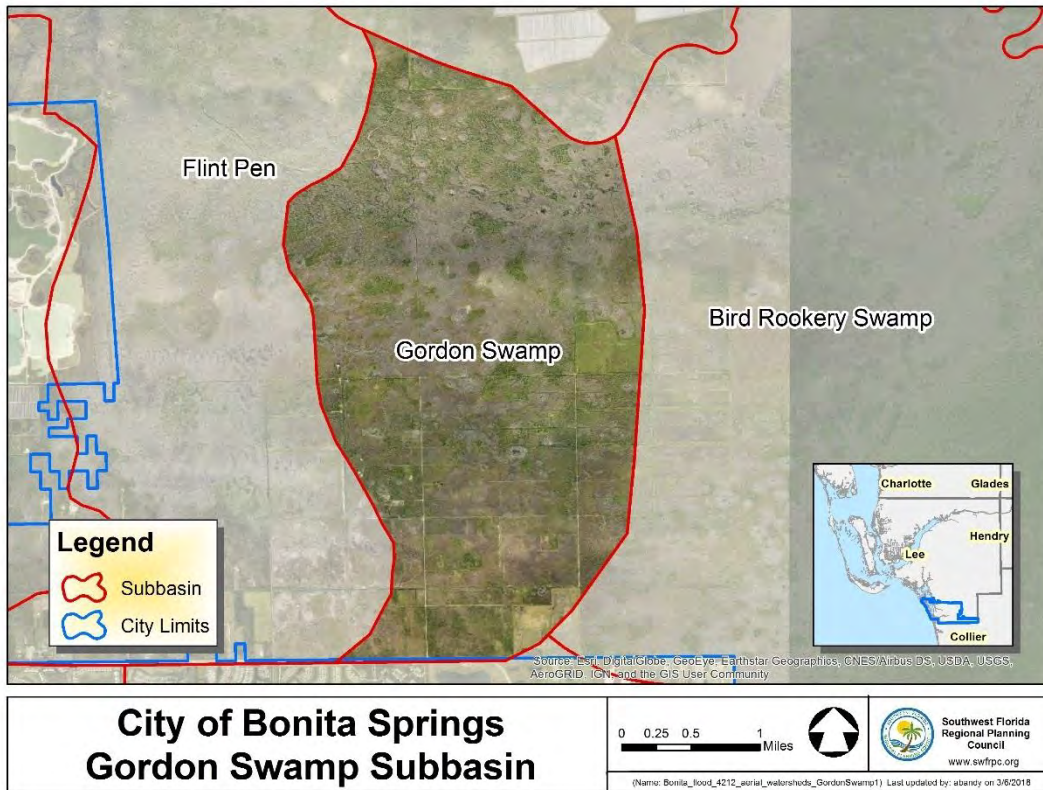 Flint Pen
Gordon Swamp
Bird Rookery Swamp
Legend
Subbasin
City Limits
Charlotte
Glades
Hendry
Lee
Collier
Source: Esri, DigitalGlobe, GeoEye, Earthstar Geographics, CNES/Airbus DS, USDA, USGS,
AeroGRID, IGN, and the GIS User Community
City of Bonita Springs
Gordon Swamp Subbasin
0 0.25 0.5 1
Miles
Southwest Florida
Regional Planning
Council
www.swfrpc.org
(Name: Bonita_flood_4212_aerial_watersheds_GordonSwamp1) Last updated by: abandy on 3/6/2018